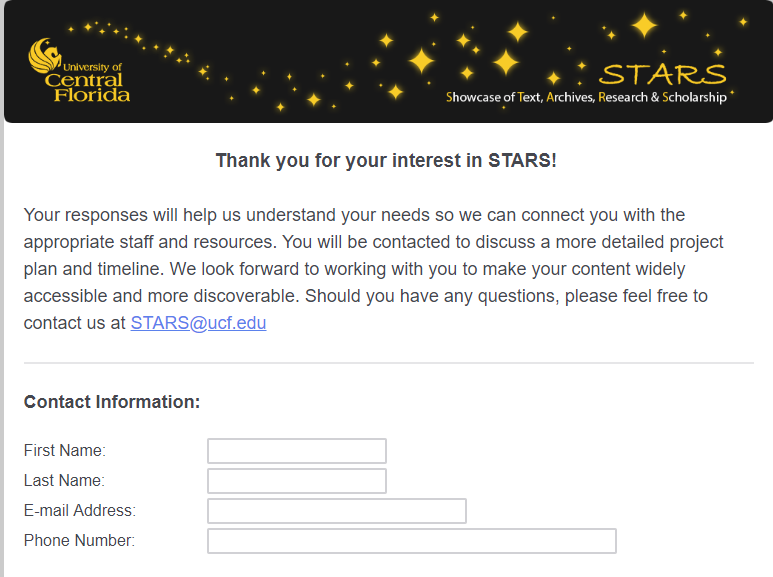 University of
Central
Florida
STARS
Showcase of Text, Archives, Research & Scholarship
Thank you for your interest in STARS!
Your responses will help us understand your needs so we can connect you with the
appropriate staff and resources. You will be contacted to discuss a more detailed project
plan and timeline. We look forward to working with you to make your content widely
accessible and more discoverable. Should you have any questions, please feel free to
contact us at STARS@ucf.edu
Contact Information:
First Name:
Last Name:
E-mail Address:
Phone Number: